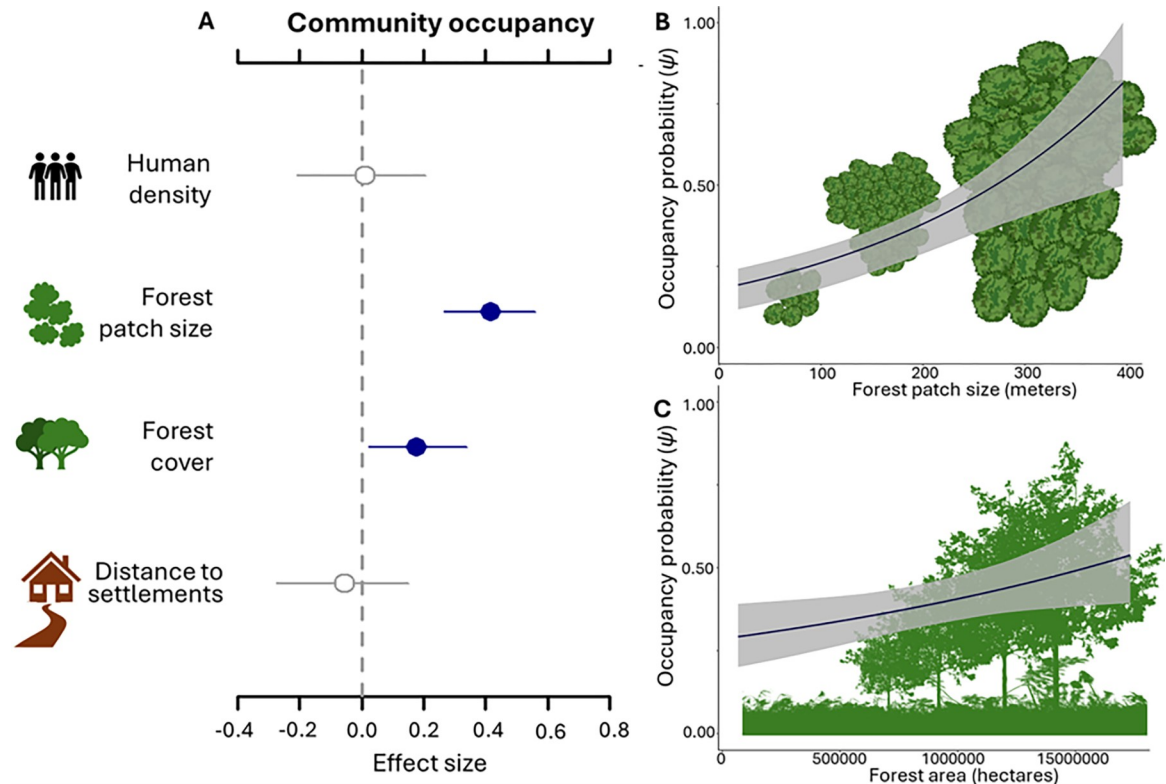 A
Community occupancy
Human
density
Forest
patch size
Forest
cover
Distance to
settlements
-0.4 -0.2 0.0 0.2 0.4 0.6 0.8
Effect size
B
Occupancy probability (ψ)
1.00
0.50
0.00
0 100 200 300 400
Forest patch size (meters)
C
Occupancy probability (ψ)
1.00
0.50
0.00
0 500000 1000000 15000000
Forest area (hectares)